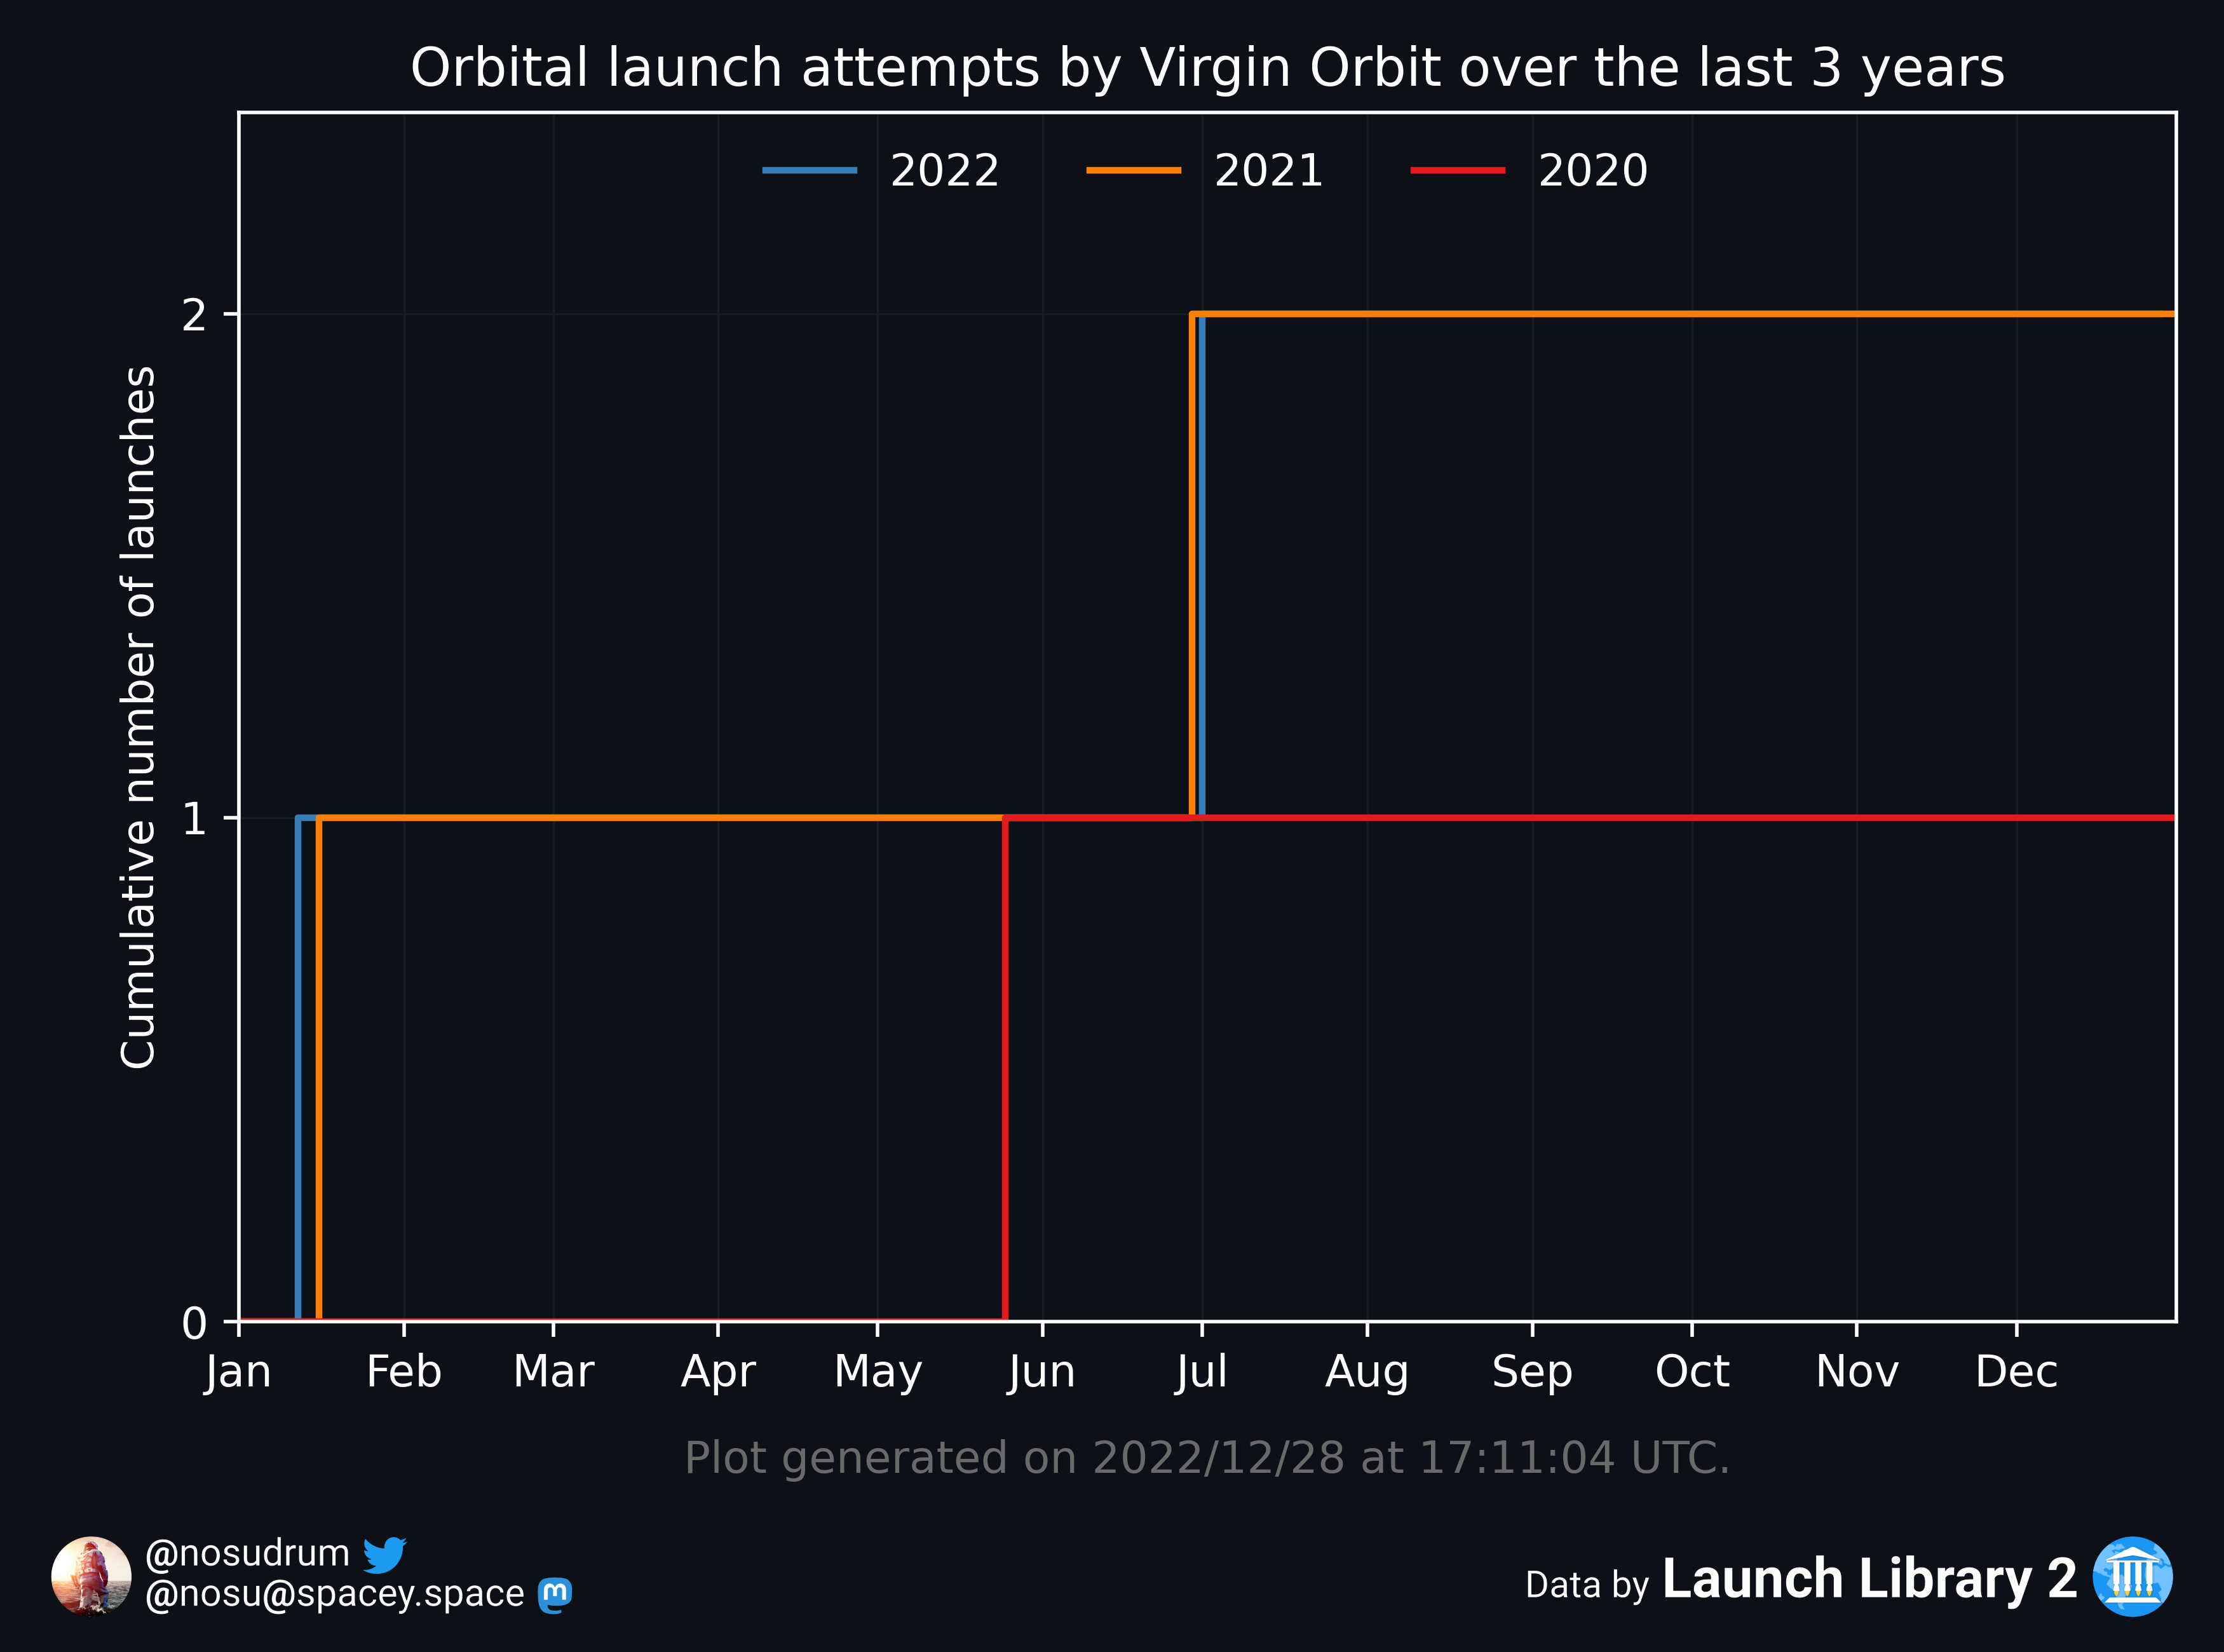 Orbital launch attempts by Virgin Orbit over the last 3 years
2022 2021 2020
Cumulative number of launches
2
1
0
Jan Feb Mar Apr May Jun Jul Aug Sep Oct Nov Dec
Plot generated on 2022/12/28 at 17:11:04 UTC.
@nosudrum
@nosu@spacey.space
Data by Launch Library 2